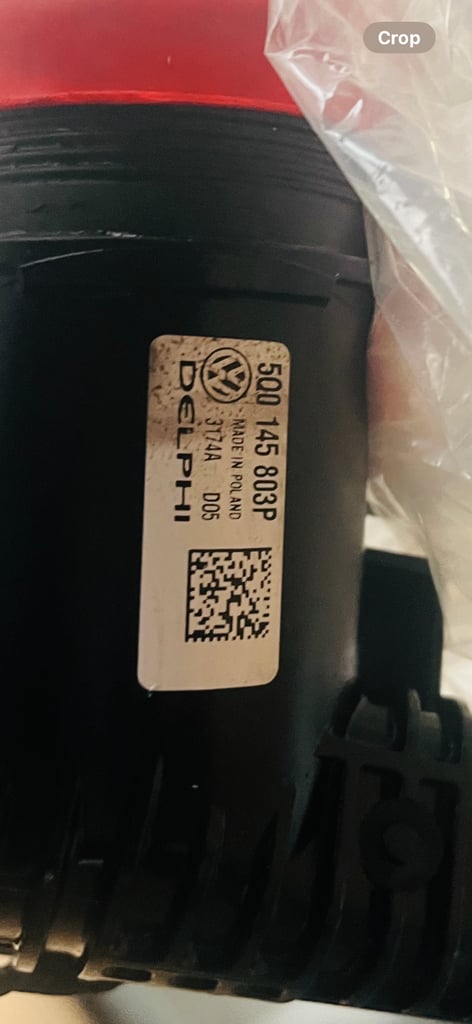 Crop
5Q0 145 803P
MADE IN POLAND
3174A D05
DELPHI